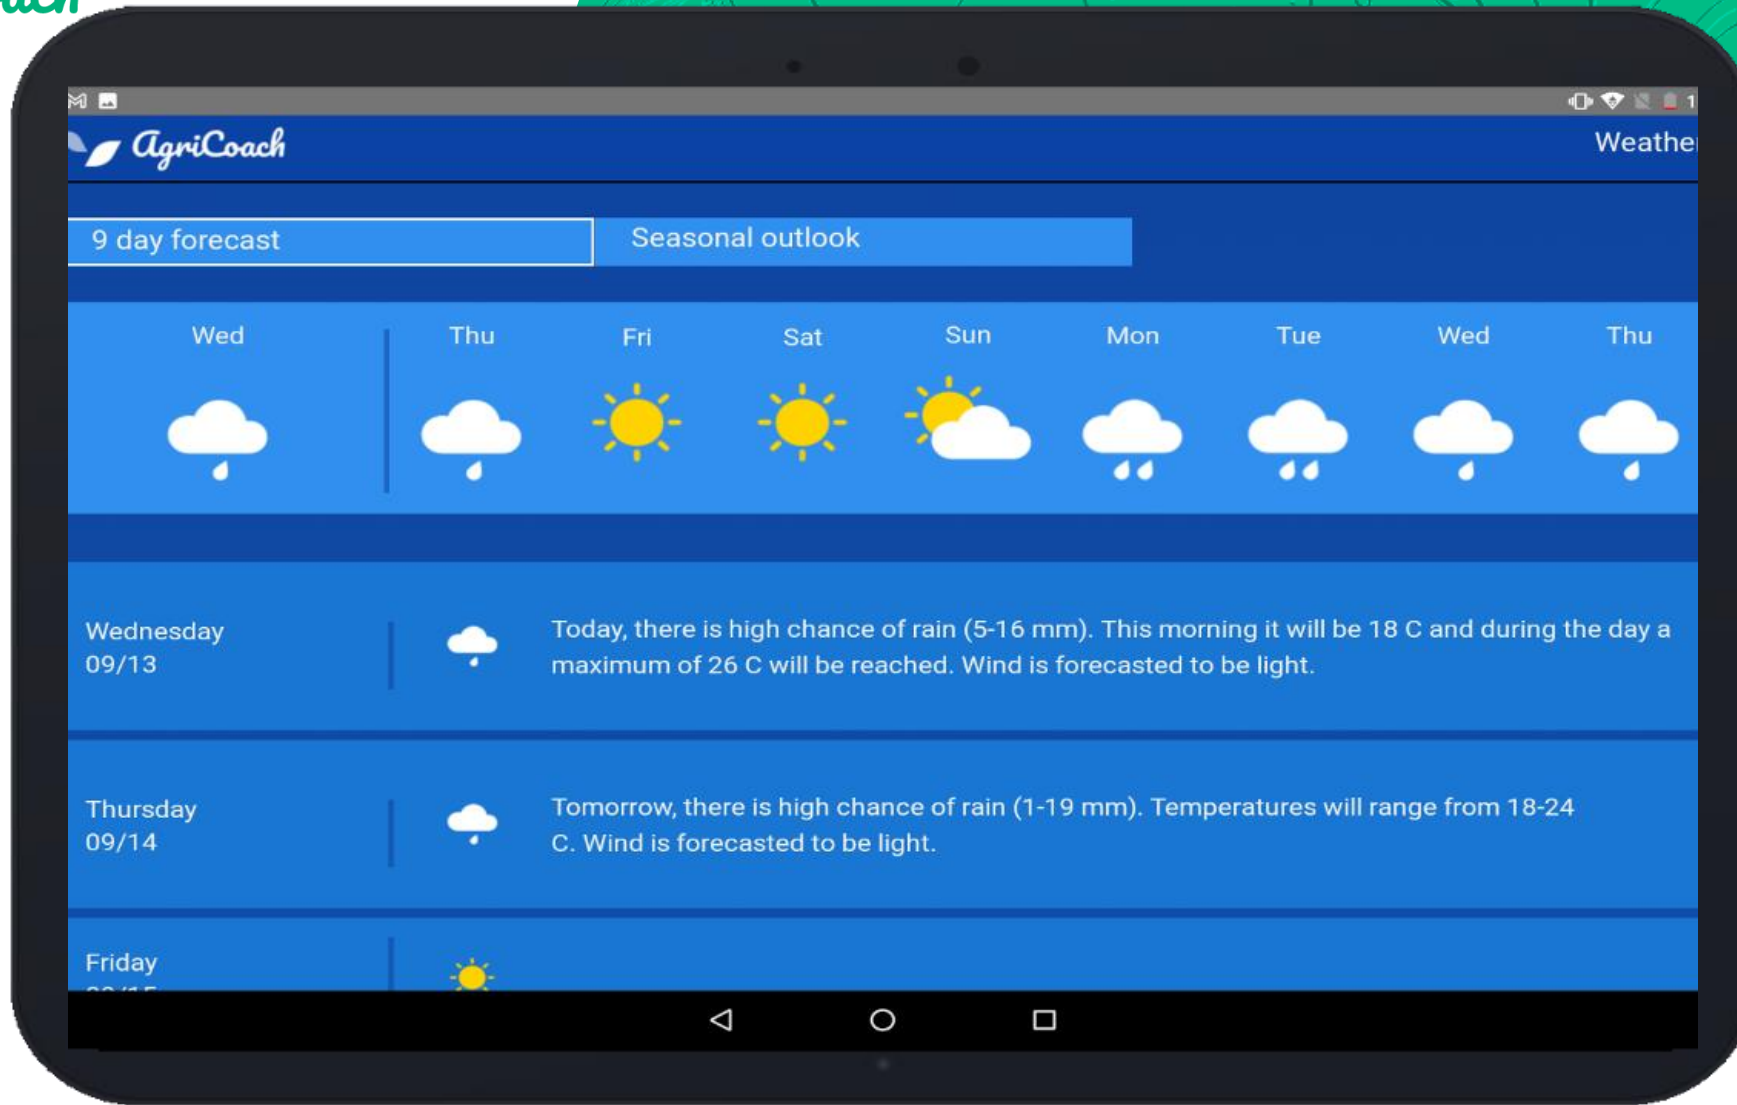 AgriCoach
9 day forecast
Seasonal outlook
Wed Thu Fri Sat Sun Mon Tue Wed Thu
Wednesday
09/13
Today, there is high chance of rain (5-16 mm). This morning it will be 18 C and during the day a
maximum of 26 C will be reached. Wind is forecasted to be light.
Thursday
09/14
Tomorrow, there is high chance of rain (1-19 mm). Temperatures will range from 18-24
C. Wind is forecasted to be light.
Friday